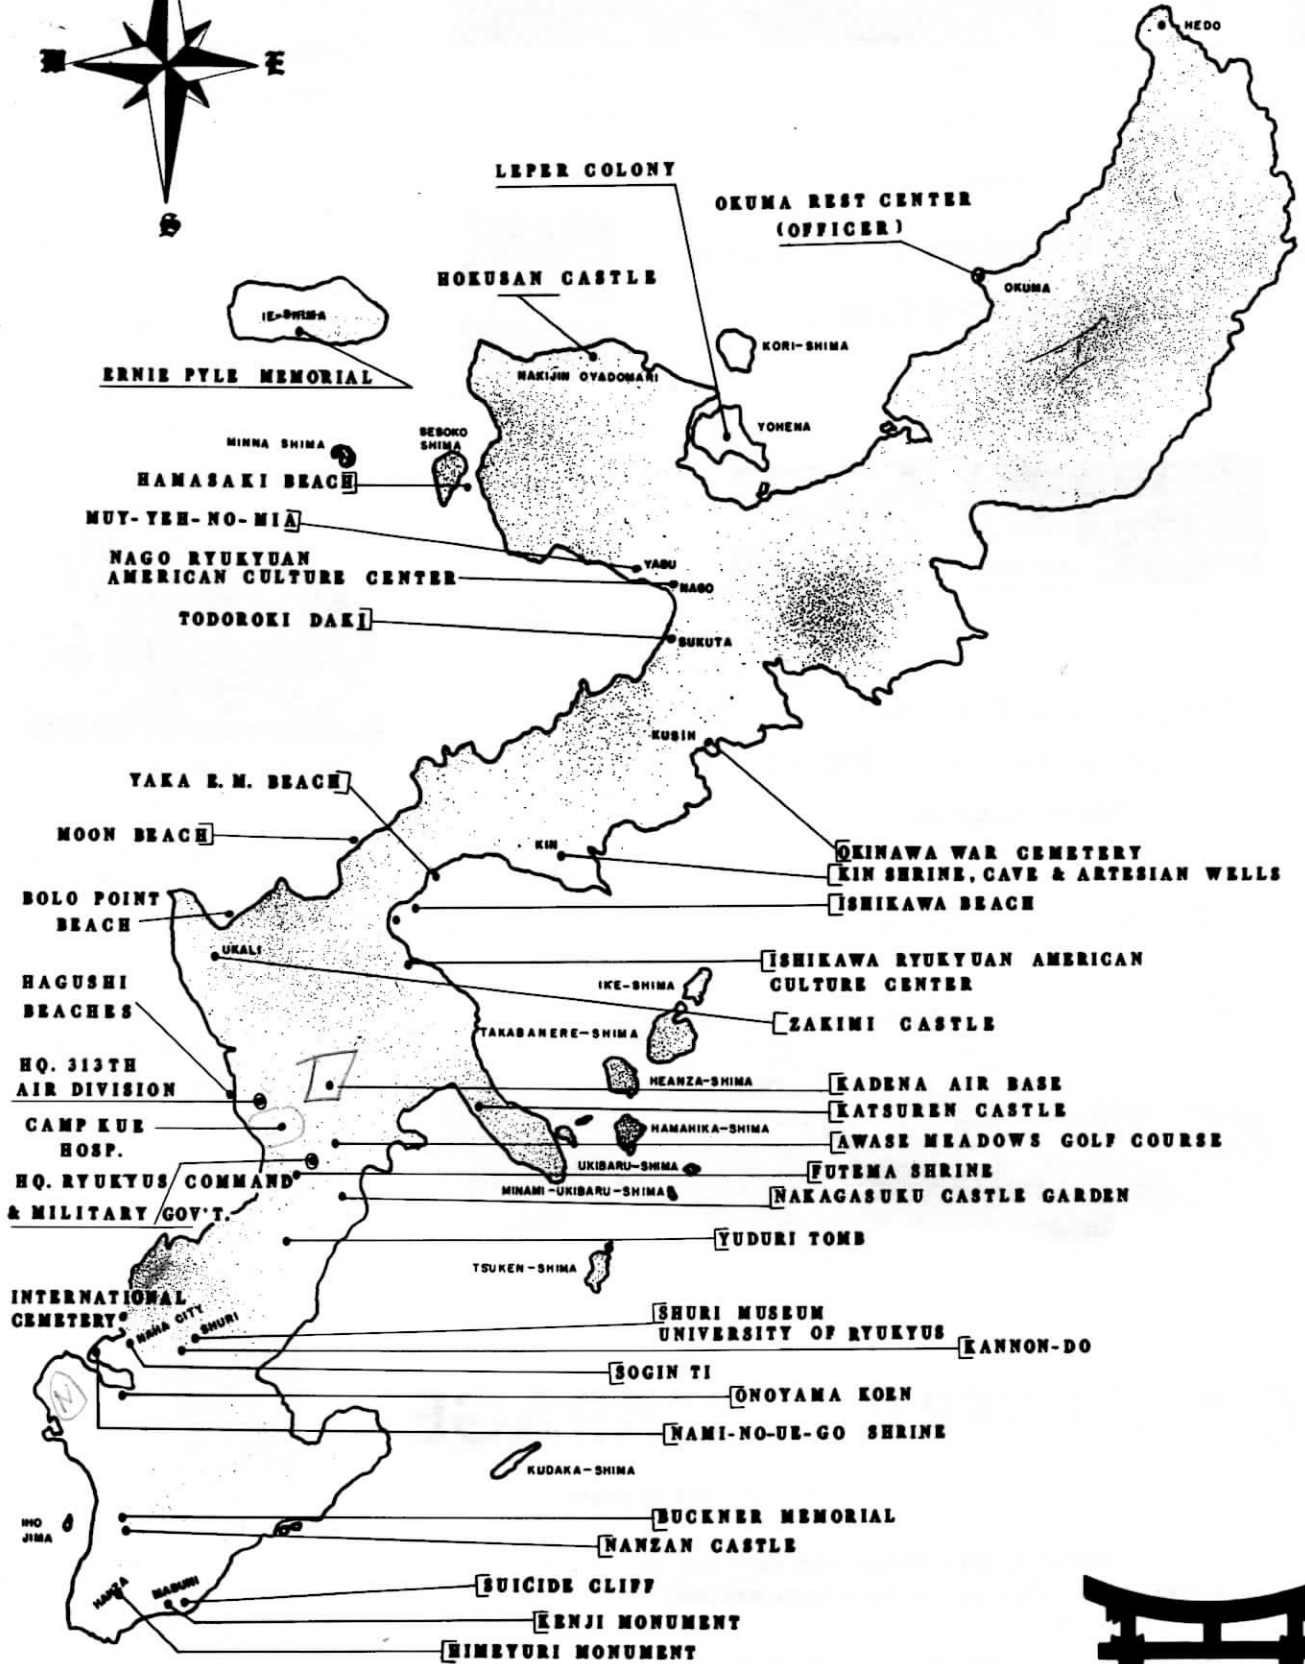 W
E
S
HEDO
LEPER COLONY
OKUMA REST CENTER
(OFFICER)
OKUMA
HOKUSAN CASTLE
IE-SHIMA
KORI-SHIMA
NAKIJIN OYADOMARI
ERNIE PYLE MEMORIAL
YOHENA
MINNA SHIMA
SESOKO
SHIMA
HAMASAKI BEACH
MUY-YEH-NO-MIA
YABU
NAGO RYUKYUAN
AMERICAN CULTURE CENTER
NAGO
TODOROKI DAKI
SUKUTA
KUSIH
YAKA E.M. BEACH
MOON BEACH
KIN
OKINAWA WAR CEMETERY
KIN SHRINE, CAVE & ARTESIAN WELLS
ISHIKAWA BEACH
BOLO POINT
BEACH
UKALI
ISHIKAWA RYUKYUAN AMERICAN
CULTURE CENTER
HAGUSHI
BEACHES
IKE-SHIMA
ZAKIMI CASTLE
TAKABANERE-SHIMA
HQ. 313TH
AIR DIVISION
HEANZA-SHIMA
KADENA AIR BASE
KATSUREN CASTLE
CAMP KUE
HOSP.
HAMAHIKA-SHIMA
AWASE MEADOWS GOLF COURSE
UKIBARU-SHIMA
FUTEMA SHRINE
HQ. RYUKYUS COMMAND
& MILITARY GOV'T.
MINAMI-UKIBARU-SHIMA
NAKAGASUKU CASTLE GARDEN
YUDURI TOMB
TSUKEN-SHIMA
INTERNATIONAL
CEMETERY
NAHA CITY
SHURI
SHURI MUSEUM
UNIVERSITY OF RYUKYUS
KANNON-DO
SOGIN TI
N
ONOYAMA KOEN
NAMI-NO-UE-GO SHRINE
KUDAKA-SHIMA
IHO
JIMA
BUCKNER MEMORIAL
NANZAN CASTLE
HANZA
MABUNI
SUICIDE CLIFF
KENJI MONUMENT
HIMEYURI MONUMENT